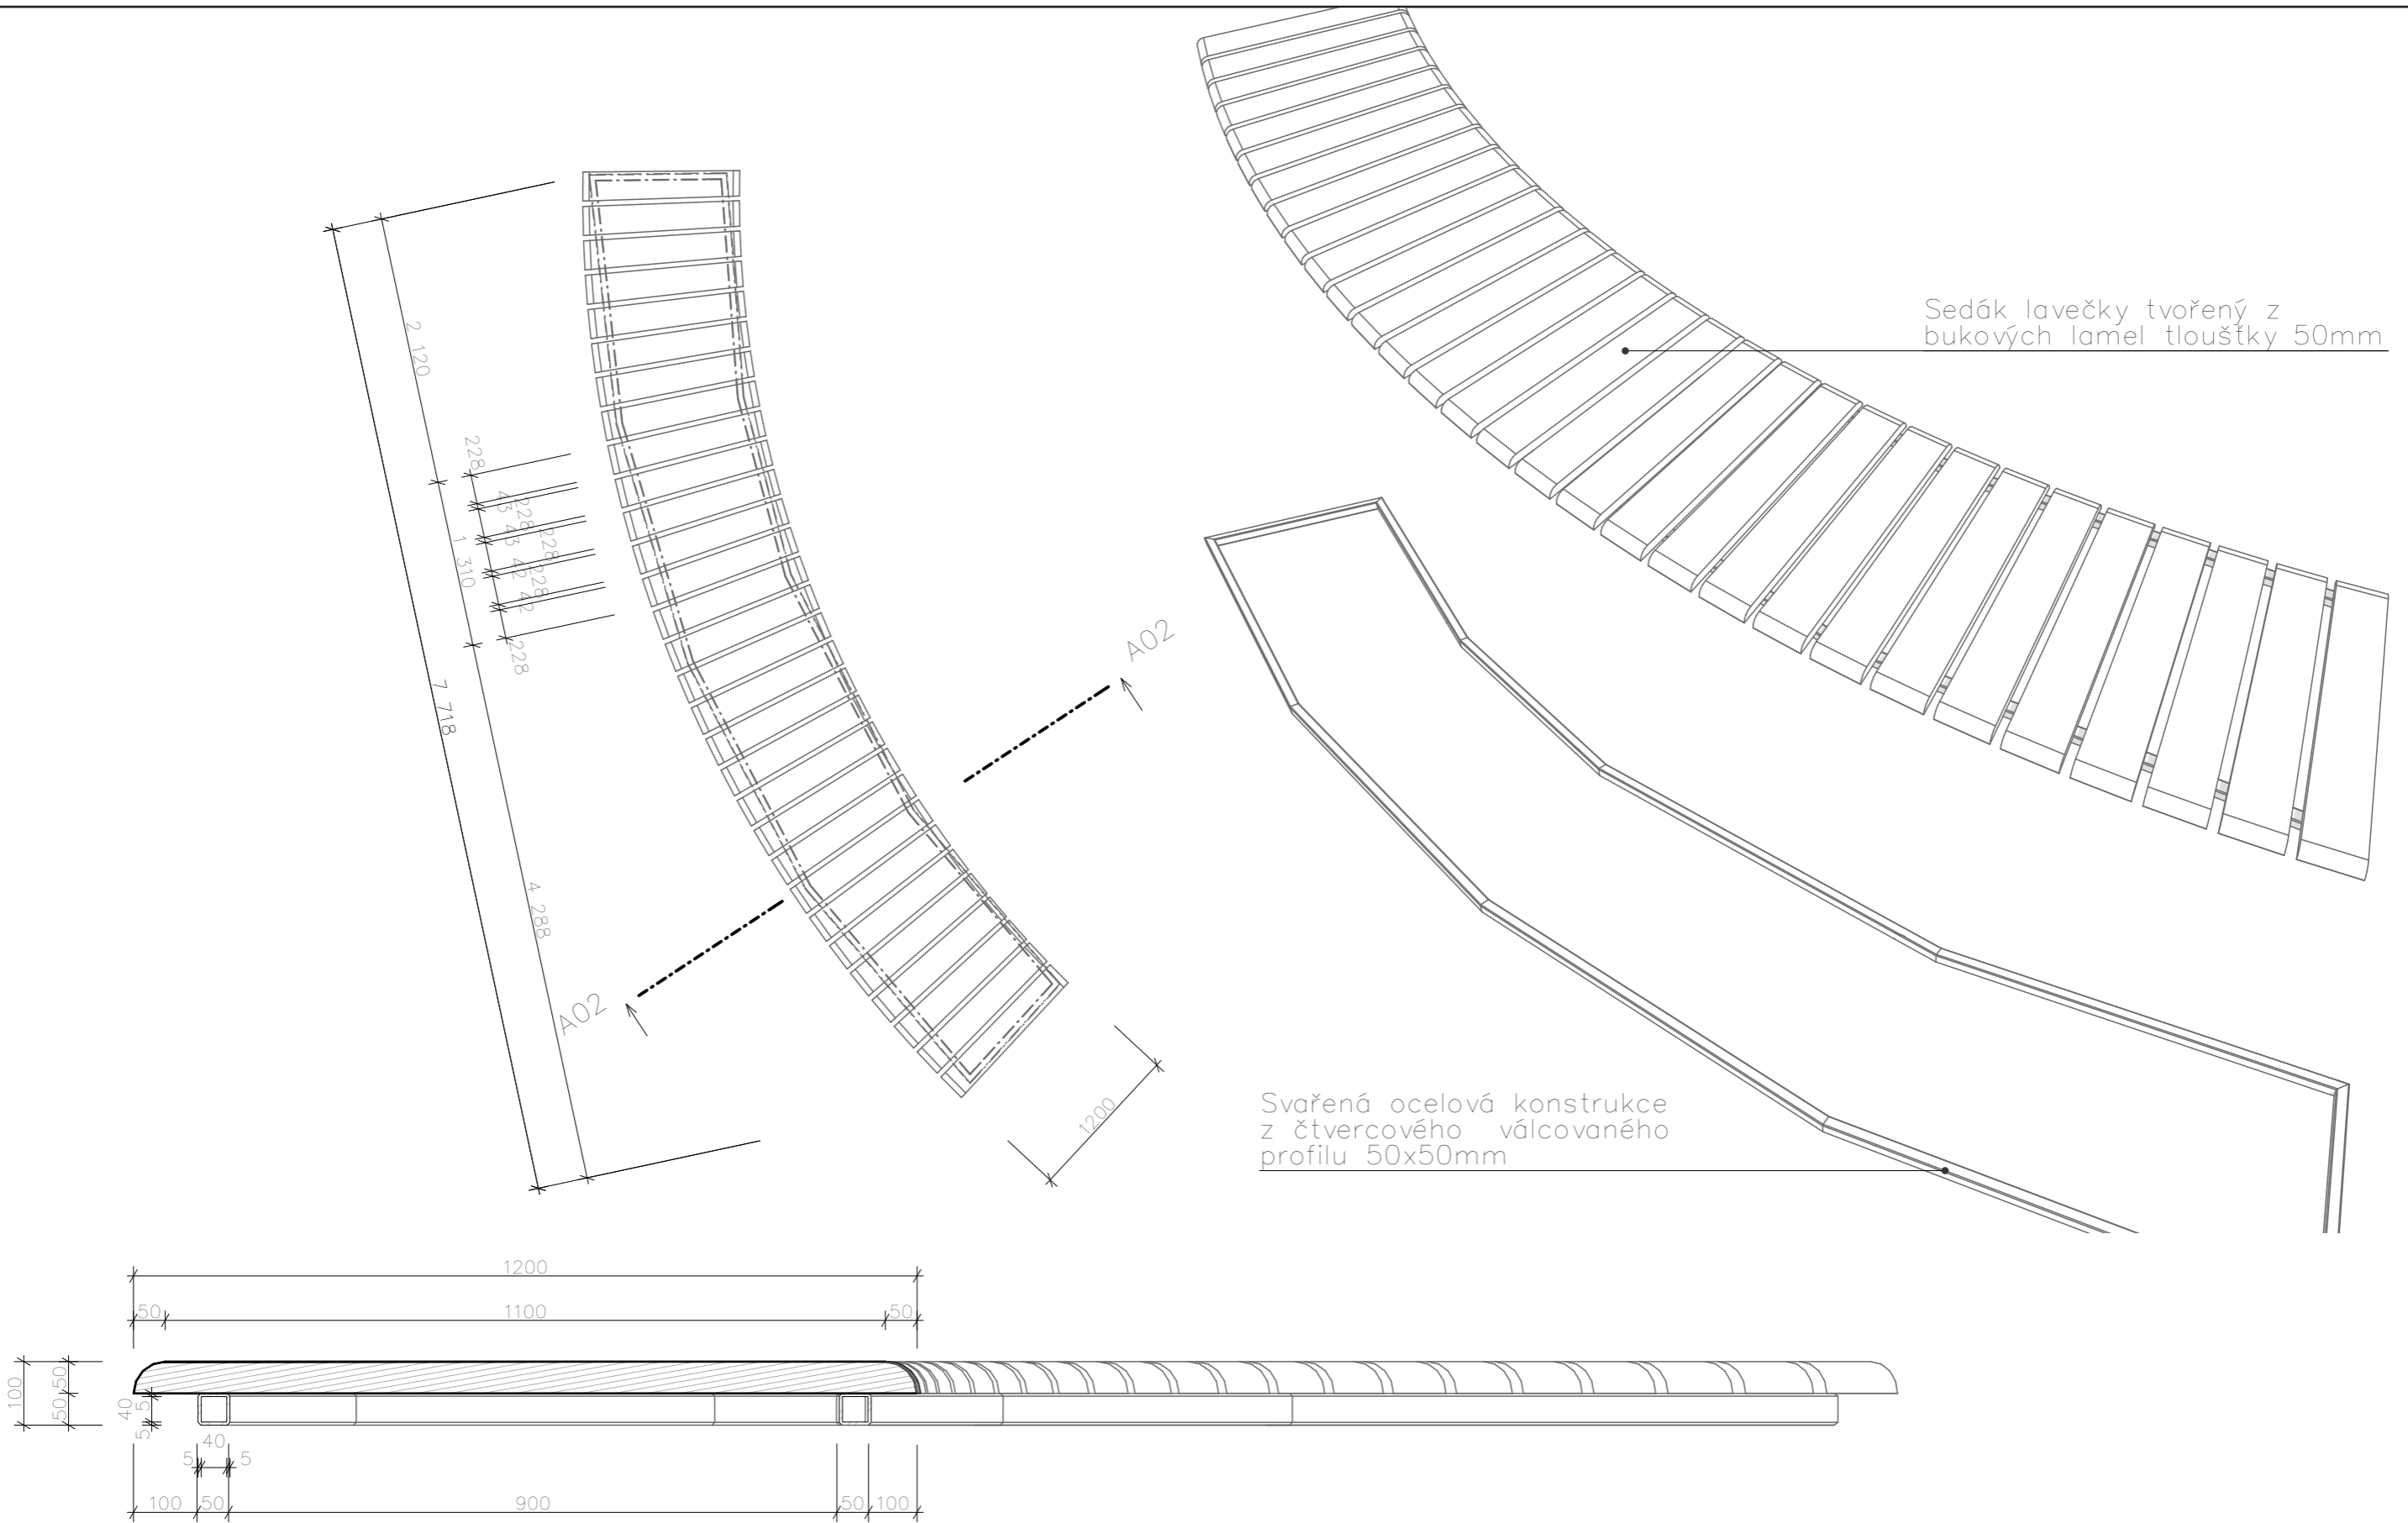 Sedák lavečky tvořený z
bukových lamel tloušťky 50mm
2 120
228
43
228
43
228
1 310
42
228
42
228
7 718
4 288
A02
A02
1200
Svařená ocelová konstrukce
z čtvercového válcovaného
profilu 50x50mm
1200
50 1100 50
100
50
50
40
5
5
40
5 5
100 50 900 50 100